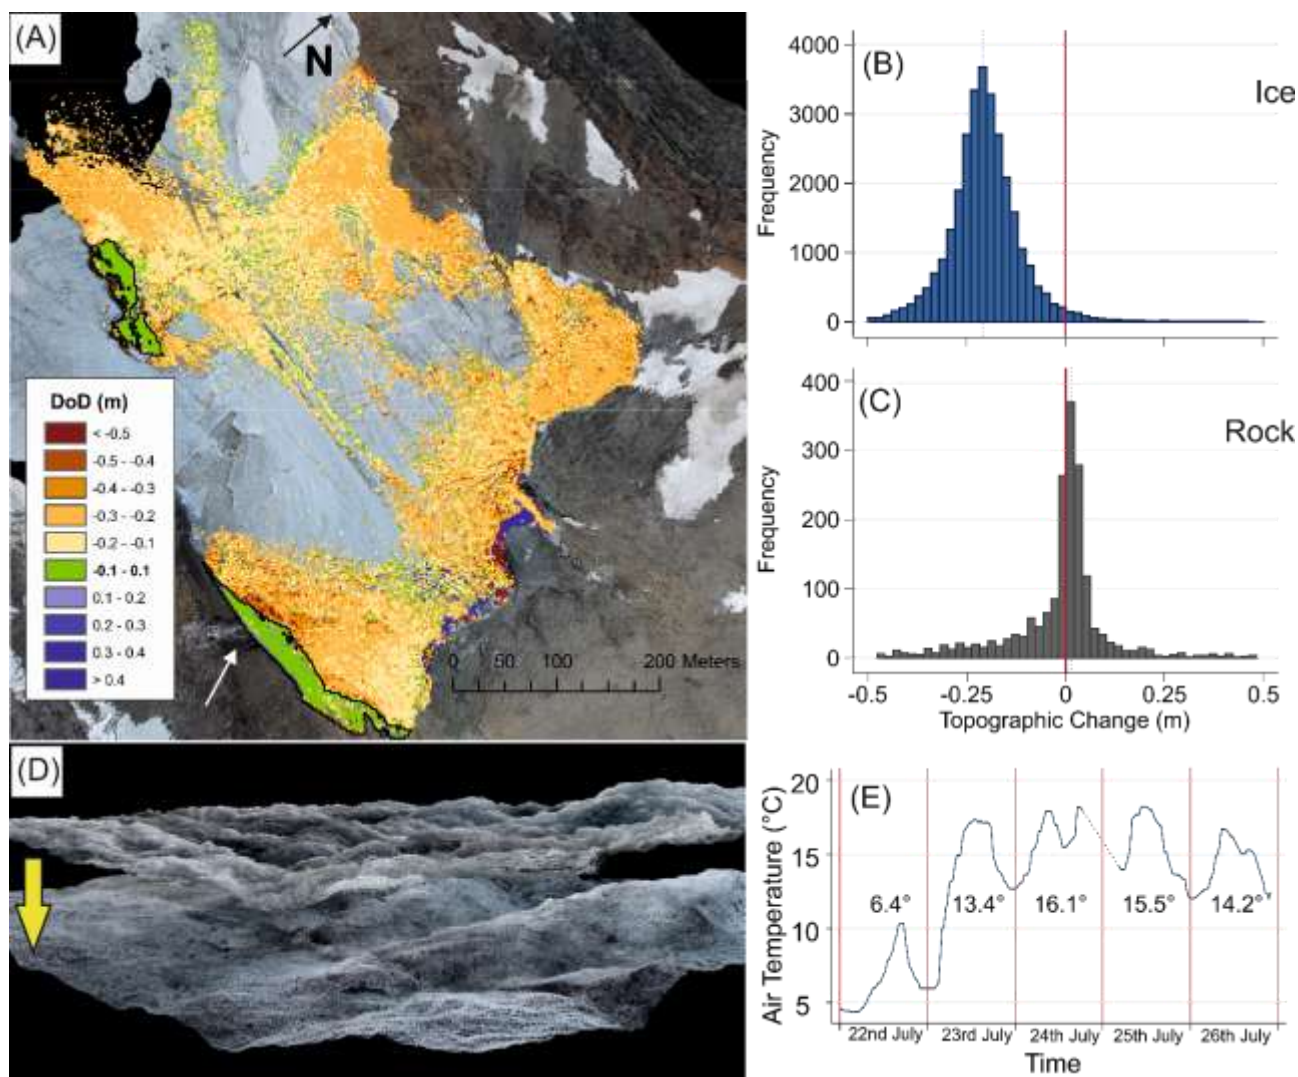 (A)
N
DoD (m)
< -0.5
-0.5 - -0.4
-0.4 - -0.3
-0.3 - -0.2
-0.2 - -0.1
-0.1 - 0.1
0.1 - 0.2
0.2 - 0.3
0.3 - 0.4
> 0.4
0 50 100 200 Meters
(B)
Ice
Frequency
4000
3000
2000
1000
0
(C)
Rock
Frequency
400
300
200
100
0
-0.5 -0.25 0 0.25 0.5
Topographic Change (m)
(D)
(E)
Air Temperature (°C)
20
15
10
5
6.4° 13.4° 16.1° 15.5° 14.2°
22nd July 23rd July 24th July 25th July 26th July
Time